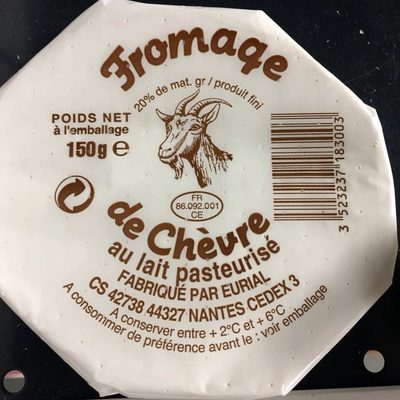 Fromage
20% de mat. gr / produit fini
POIDS NET
à l'emballage
150g e
FR
86.092.001
CE
3 523237 183003
de Chèvre
au lait pasteurisé
FABRIQUÉ PAR EURIAL
CS 42738 44327 NANTES CEDEX 3
A conserver entre + 2°C et + 6°C
A consommer de préférence avant le : voir emballage